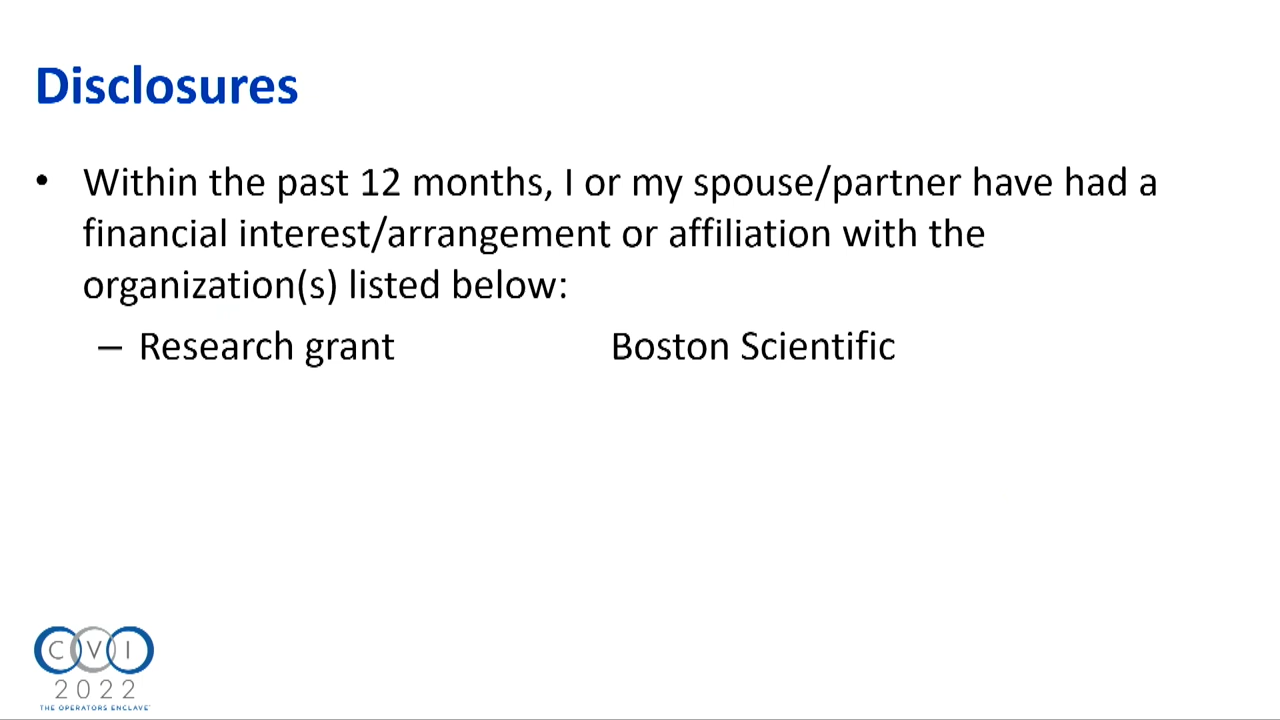 Disclosures
• Within the past 12 months, I or my spouse/partner have had a
financial interest/arrangement or affiliation with the
organization(s) listed below:
– Research grant Boston Scientific
CVI
2022
THE OPERATORS ENCLAVE